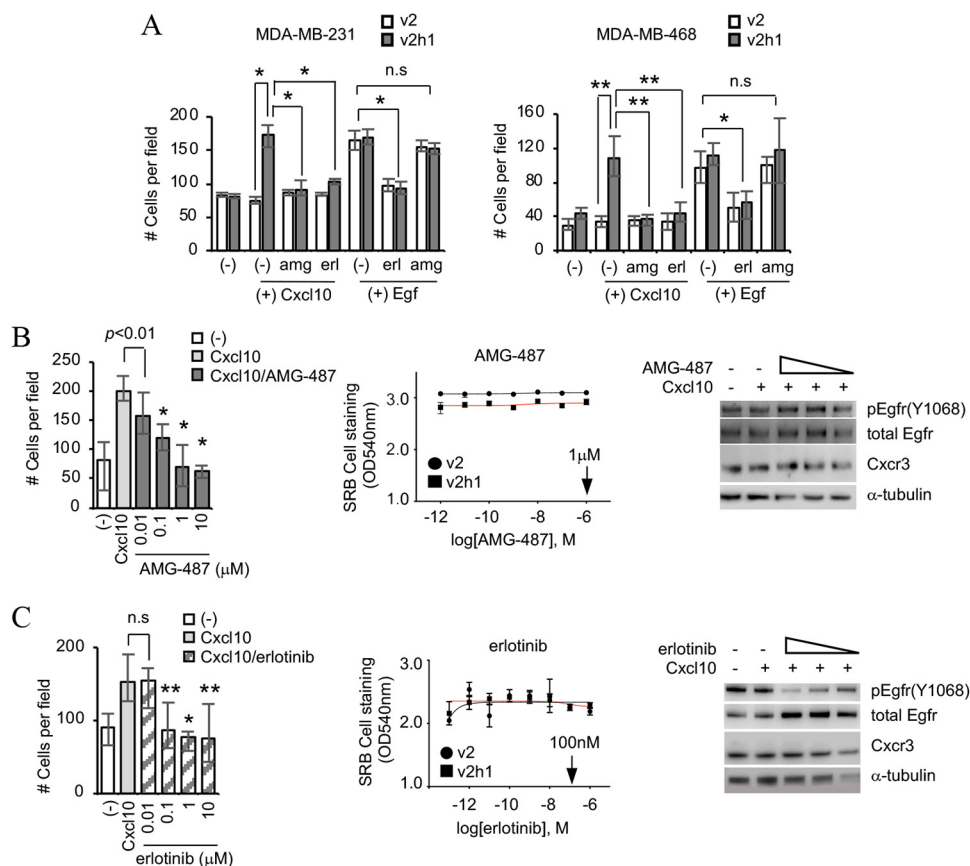 A
MDA-MB-231
v2
v2h1
# Cells per field
200
150
100
50
0
* * * * n.s
(-) (-) amg erl (-) erl amg
(+) Cxcl10 (+) Egf
MDA-MB-468
v2
v2h1
# Cells per field
160
120
80
40
0
** ** ** * n.s
(-) (-) amg erl (-) erl amg
(+) Cxcl10 (+) Egf
B
p<0.01
(-)
Cxcl10
Cxcl10/AMG-487
# Cells per field
250
200
150
100
50
0
* * *
(-) Cxcl10 0.01 0.1 1 10
AMG-487 (μM)
AMG-487
SRB Cell staining
(OD540nm)
3.0
2.0
1.0
v2
v2h1
1μM
-12 -10 -8 -6
log[AMG-487], M
AMG-487 - -
Cxcl10 - + + + +
pEgfr(Y1068)
total Egfr
Cxcr3
α-tubulin
C
n.s
(-)
Cxcl10
Cxcl10/erlotinib
# Cells per field
200
100
0
** * **
(-) Cxcl10 0.01 0.1 1 10
erlotinib (μM)
erlotinib
SRB Cell staining
(OD540nm)
3.0
2.0
1.0
v2
v2h1
100nM
-12 -10 -8 -6
log[erlotinib], M
erlotinib - -
Cxcl10 - + + + +
pEgfr(Y1068)
total Egfr
Cxcr3
α-tubulin